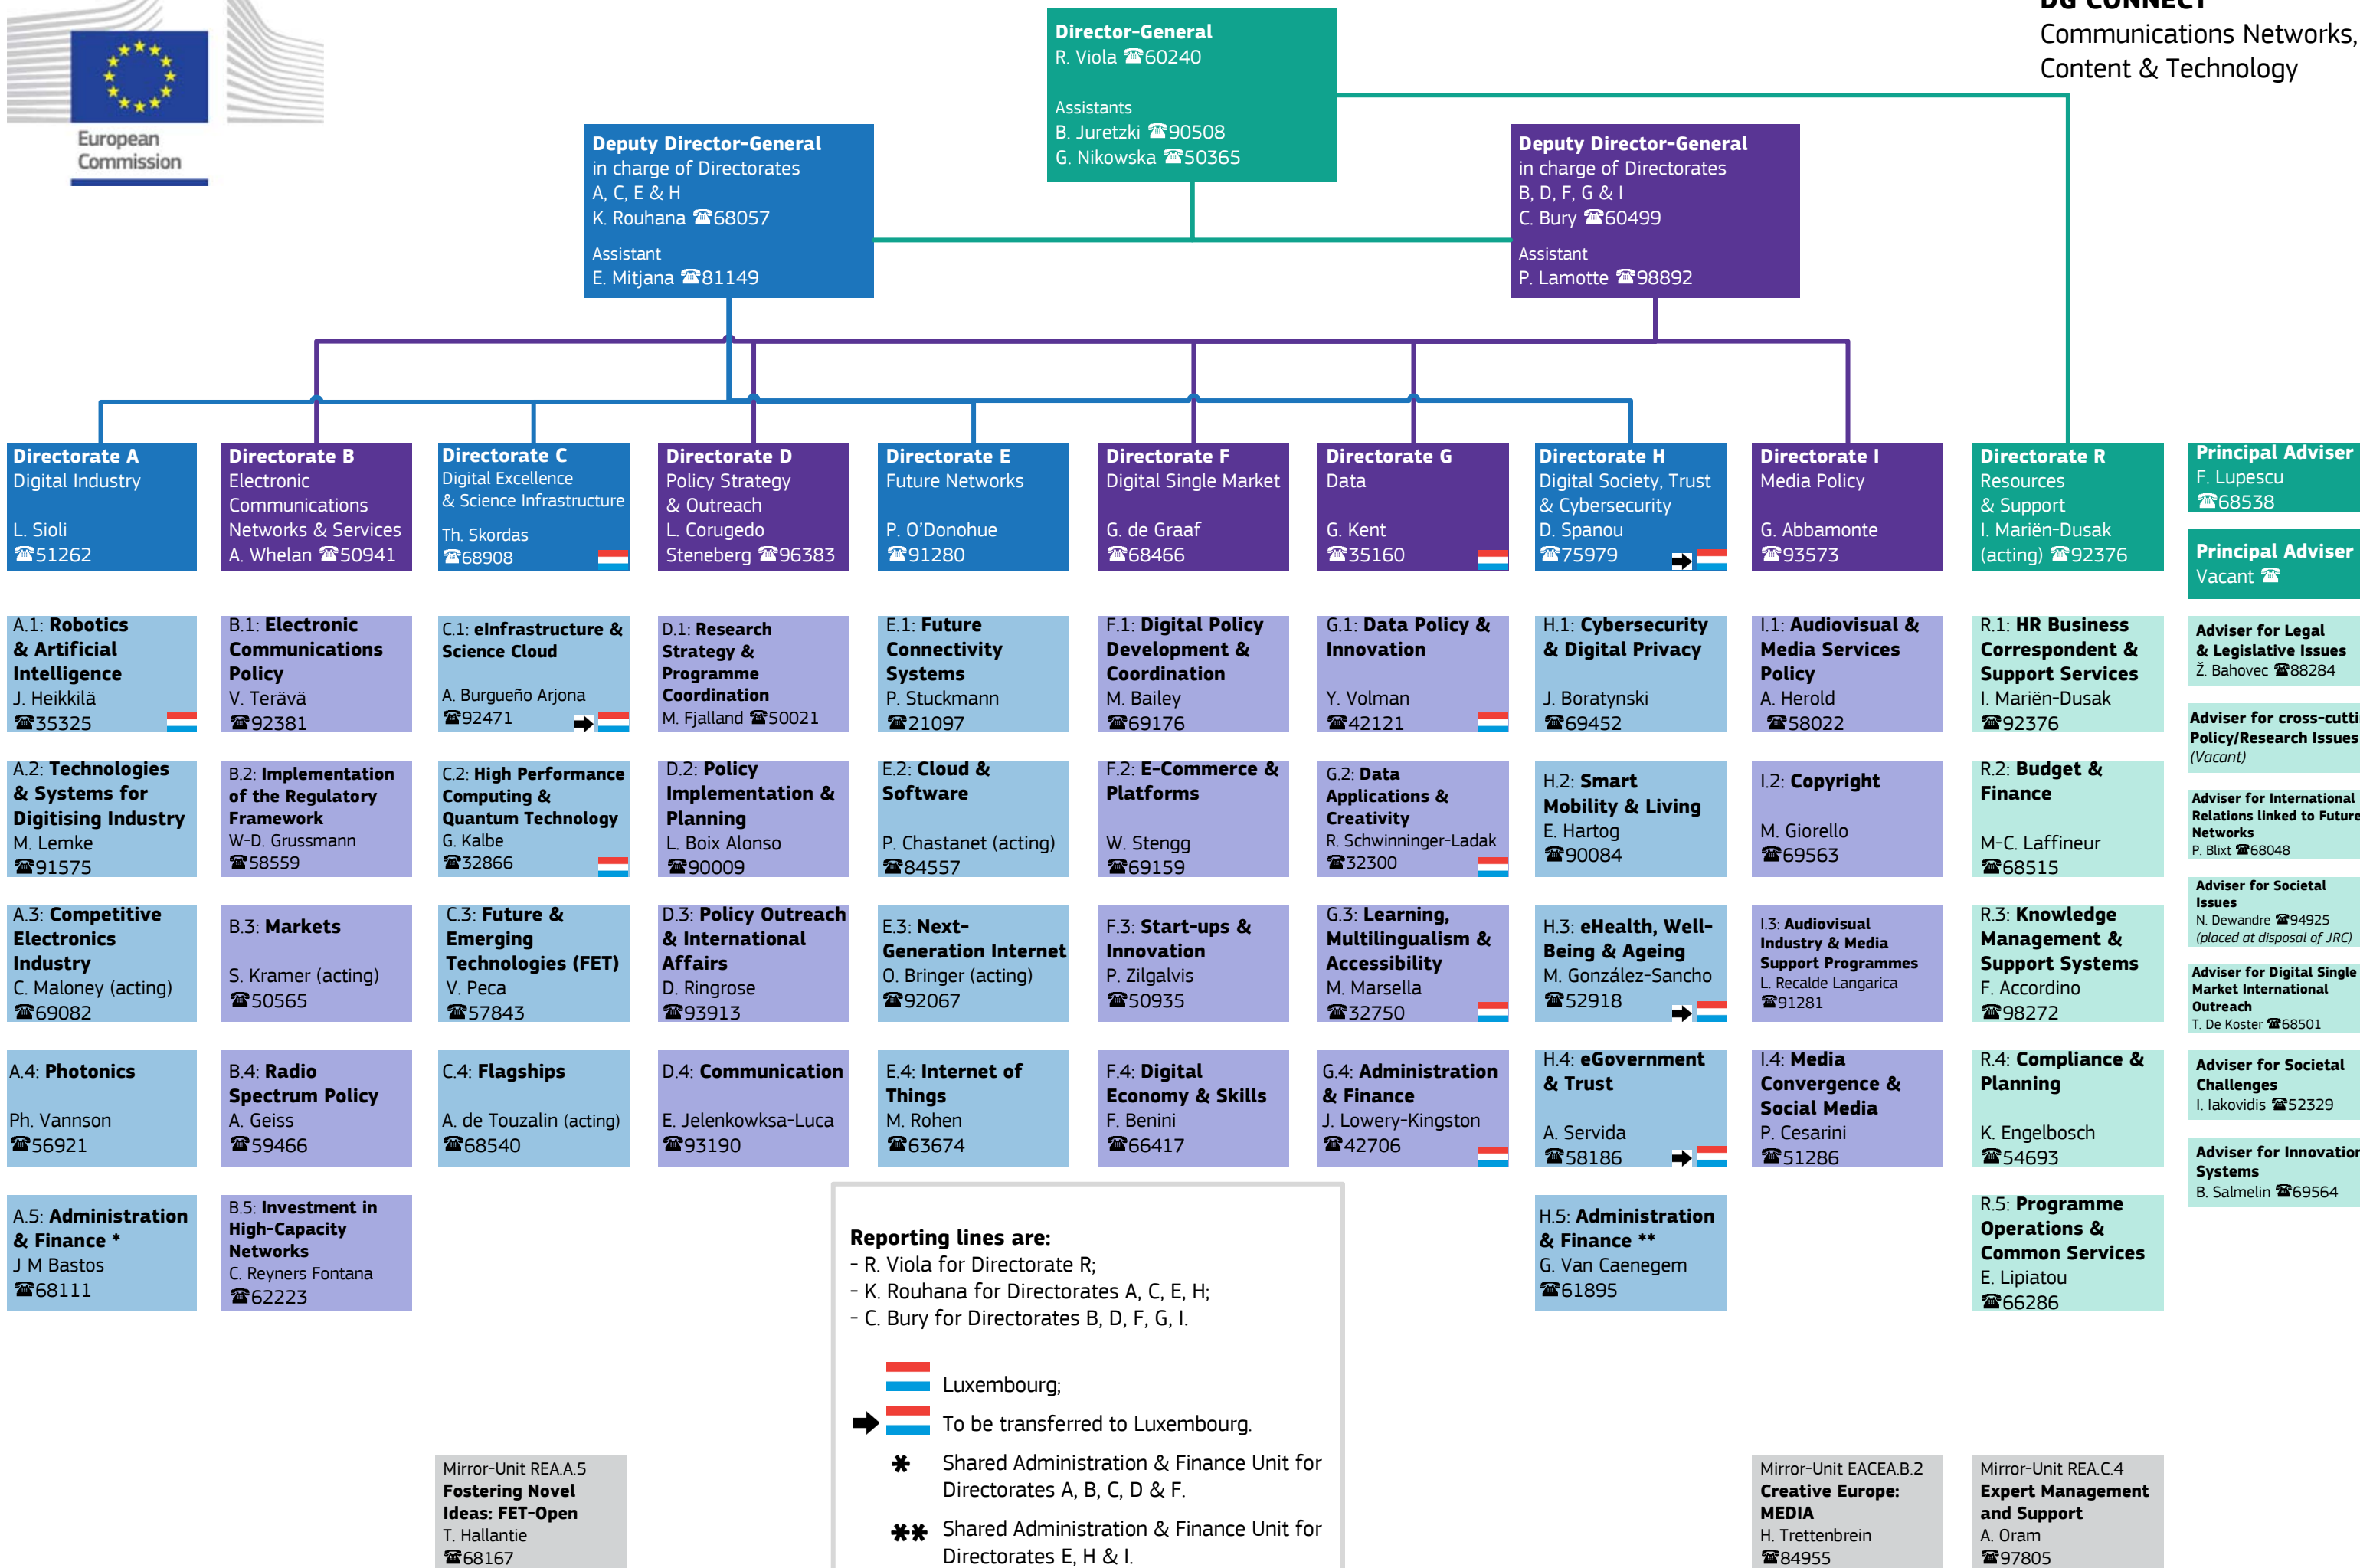 European
Commission
DG CONNECT
Communications Networks,
Content & Technology
Director-General
R. Viola ☎60240
Assistants
B. Juretzki ☎90508
G. Nikowska ☎50365
Deputy Director-General
in charge of Directorates
A, C, E & H
K. Rouhana ☎68057
Assistant
E. Mitjana ☎81149
Deputy Director-General
in charge of Directorates
B, D, F, G & I
C. Bury ☎60499
Assistant
P. Lamotte ☎98892
Directorate A
Digital Industry
L. Sioli
☎51262
Directorate B
Electronic
Communications
Networks & Services
A. Whelan ☎50941
Directorate C
Digital Excellence
& Science Infrastructure
Th. Skordas
☎68908
Directorate D
Policy Strategy
& Outreach
L. Corugedo
Steneberg ☎96383
Directorate E
Future Networks
P. O'Donohue
☎91280
Directorate F
Digital Single Market
G. de Graaf
☎68466
Directorate G
Data
G. Kent
☎35160
Directorate H
Digital Society, Trust
& Cybersecurity
D. Spanou
☎75979
Directorate I
Media Policy
G. Abbamonte
☎93573
Directorate R
Resources
& Support
I. Mariën-Dusak
(acting) ☎92376
Principal Adviser
F. Lupescu
☎68538
Principal Adviser
Vacant ☎
A.1: Robotics
& Artificial
Intelligence
J. Heikkilä
☎35325
B.1: Electronic
Communications
Policy
V. Terävä
☎92381
C.1: eInfrastructure &
Science Cloud
A. Burgueño Arjona
☎92471
D.1: Research
Strategy &
Programme
Coordination
M. Fjalland ☎50021
E.1: Future
Connectivity
Systems
P. Stuckmann
☎21097
F.1: Digital Policy
Development &
Coordination
M. Bailey
☎69176
G.1: Data Policy &
Innovation
Y. Volman
☎42121
H.1: Cybersecurity
& Digital Privacy
J. Boratynski
☎69452
I.1: Audiovisual &
Media Services
Policy
A. Herold
☎58022
R.1: HR Business
Correspondent &
Support Services
I. Mariën-Dusak
☎92376
Adviser for Legal
& Legislative Issues
Ž. Bahovec ☎88284
Adviser for cross-cutti
Policy/Research Issues
(Vacant)
A.2: Technologies
& Systems for
Digitising Industry
M. Lemke
☎91575
B.2: Implementation
of the Regulatory
Framework
W-D. Grussmann
☎58559
C.2: High Performance
Computing &
Quantum Technology
G. Kalbe
☎32866
D.2: Policy
Implementation &
Planning
L. Boix Alonso
☎90009
E.2: Cloud &
Software
P. Chastanet (acting)
☎84557
F.2: E-Commerce &
Platforms
W. Stengg
☎69159
G.2: Data
Applications &
Creativity
R. Schwinninger-Ladak
☎32300
H.2: Smart
Mobility & Living
E. Hartog
☎90084
I.2: Copyright
M. Giorello
☎69563
R.2: Budget &
Finance
M-C. Laffineur
☎68515
Adviser for International
Relations linked to Future
Networks
P. Blixt ☎68048
A.3: Competitive
Electronics
Industry
C. Maloney (acting)
☎69082
B.3: Markets
S. Kramer (acting)
☎50565
C.3: Future &
Emerging
Technologies (FET)
V. Peca
☎57843
D.3: Policy Outreach
& International
Affairs
D. Ringrose
☎93913
E.3: Next-
Generation Internet
O. Bringer (acting)
☎92067
F.3: Start-ups &
Innovation
P. Zilgalvis
☎50935
G.3: Learning,
Multilingualism &
Accessibility
M. Marsella
☎32750
H.3: eHealth, Well-
Being & Ageing
M. González-Sancho
☎52918
I.3: Audiovisual
Industry & Media
Support Programmes
L. Recalde Langarica
☎91281
R.3: Knowledge
Management &
Support Systems
F. Accordino
☎98272
Adviser for Societal
Issues
N. Dewandre ☎94925
(placed at disposal of JRC)
Adviser for Digital Single
Market International
Outreach
T. De Koster ☎68501
A.4: Photonics
Ph. Vannson
☎56921
B.4: Radio
Spectrum Policy
A. Geiss
☎59466
C.4: Flagships
A. de Touzalin (acting)
☎68540
D.4: Communication
E. Jelenkowksa-Luca
☎93190
E.4: Internet of
Things
M. Rohen
☎63674
F.4: Digital
Economy & Skills
F. Benini
☎66417
G.4: Administration
& Finance
J. Lowery-Kingston
☎42706
H.4: eGovernment
& Trust
A. Servida
☎58186
I.4: Media
Convergence &
Social Media
P. Cesarini
☎51286
R.4: Compliance &
Planning
K. Engelbosch
☎54693
Adviser for Societal
Challenges
I. Iakovidis ☎52329
Adviser for Innovation
Systems
B. Salmelin ☎69564
A.5: Administration
& Finance *
J M Bastos
☎68111
B.5: Investment in
High-Capacity
Networks
C. Reyners Fontana
☎62223
H.5: Administration
& Finance **
G. Van Caenegem
☎61895
R.5: Programme
Operations &
Common Services
E. Lipiatou
☎66286
Reporting lines are:
- R. Viola for Directorate R;
- K. Rouhana for Directorates A, C, E, H;
- C. Bury for Directorates B, D, F, G, I.
Luxembourg;
To be transferred to Luxembourg.
* Shared Administration & Finance Unit for
Directorates A, B, C, D & F.
** Shared Administration & Finance Unit for
Directorates E, H & I.
Mirror-Unit REA.A.5
Fostering Novel
Ideas: FET-Open
T. Hallantie
☎68167
Mirror-Unit EACEA.B.2
Creative Europe:
MEDIA
H. Trettenbrein
☎84955
Mirror-Unit REA.C.4
Expert Management
and Support
A. Oram
☎97805